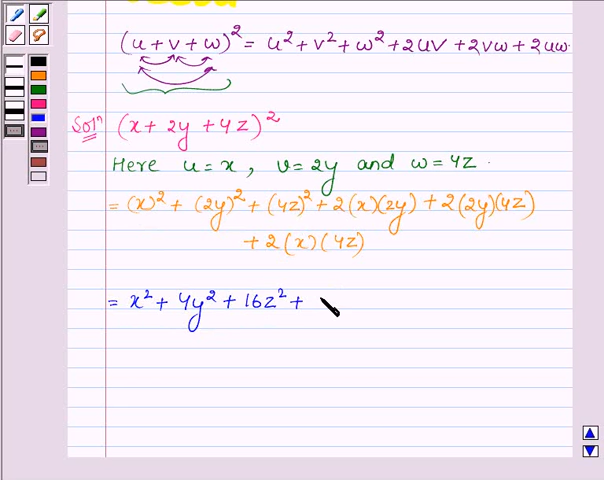 (u+v+w)² = u²+v²+w²+2uv+2vw+2uw.
Solⁿ (x+2y+4z)²
Here u=x, v=2y and w=4z.
= (x)² + (2y)² + (4z)² + 2(x)(2y) + 2(2y)(4z)
+ 2(x)(4z)
= x² + 4y² + 16z² +